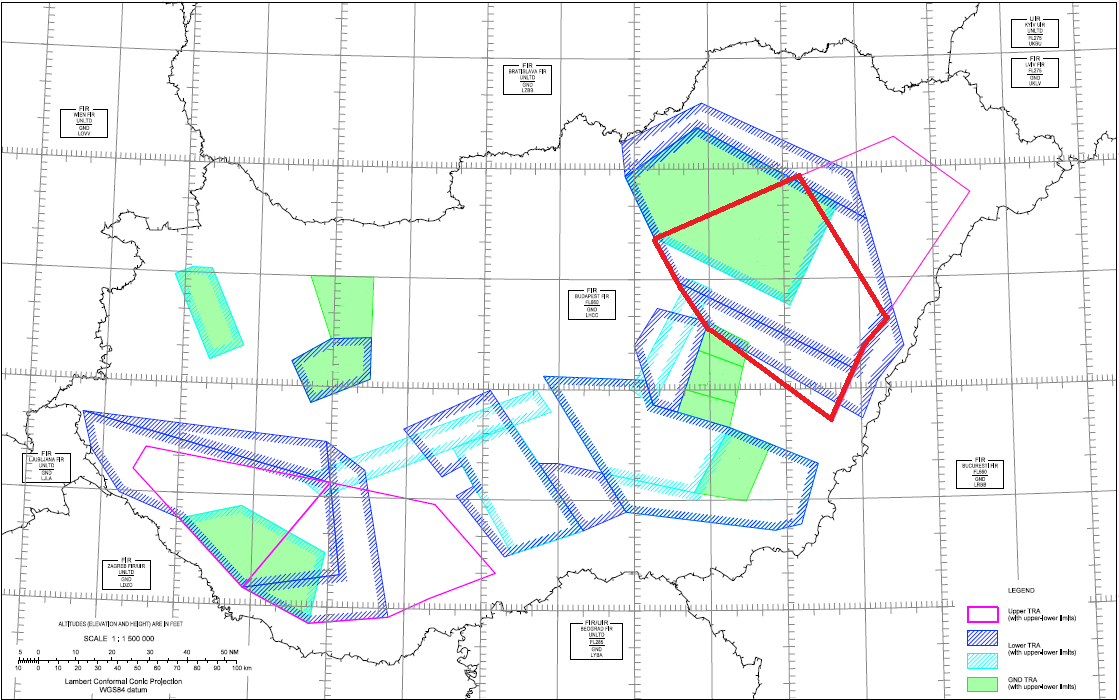 UIR
KYIV UIR
UNLTD
FL275
UKBU
FIR
LVIV FIR
FL275
GND
UKLV
FIR
BRATISLAVA FIR
UNLTD
GND
LZBB
FIR
WIEN FIR
UNLTD
GND
LOVV
FIR
BUDAPEST FIR
FL660
GND
LHCC
FIR
LJUBLJANA FIR
UNLTD
GND
LJLA
FIR
BUCURESTI FIR
FL660
GND
LRBB
FIR
ZAGREB FIR/UIR
UNLTD
GND
LDZO
FIR/UIR
BEOGRAD FIR
UNLTD
FL285
GND
LYBA
ALTITUDES (ELEVATION AND HEIGHT) ARE IN FEET
SCALE 1 : 1 500 000
5 0 10 20 30 40 50 NM
10 0 10 20 30 40 50 60 70 80 90 100 km
Lambert Conformal Conic Projection
WGS84 datum
LEGEND
Upper TRA
(with upper-lower limits)
Lower TRA
(with upper-lower limits)
GND TRA
(with upper-lower limits)